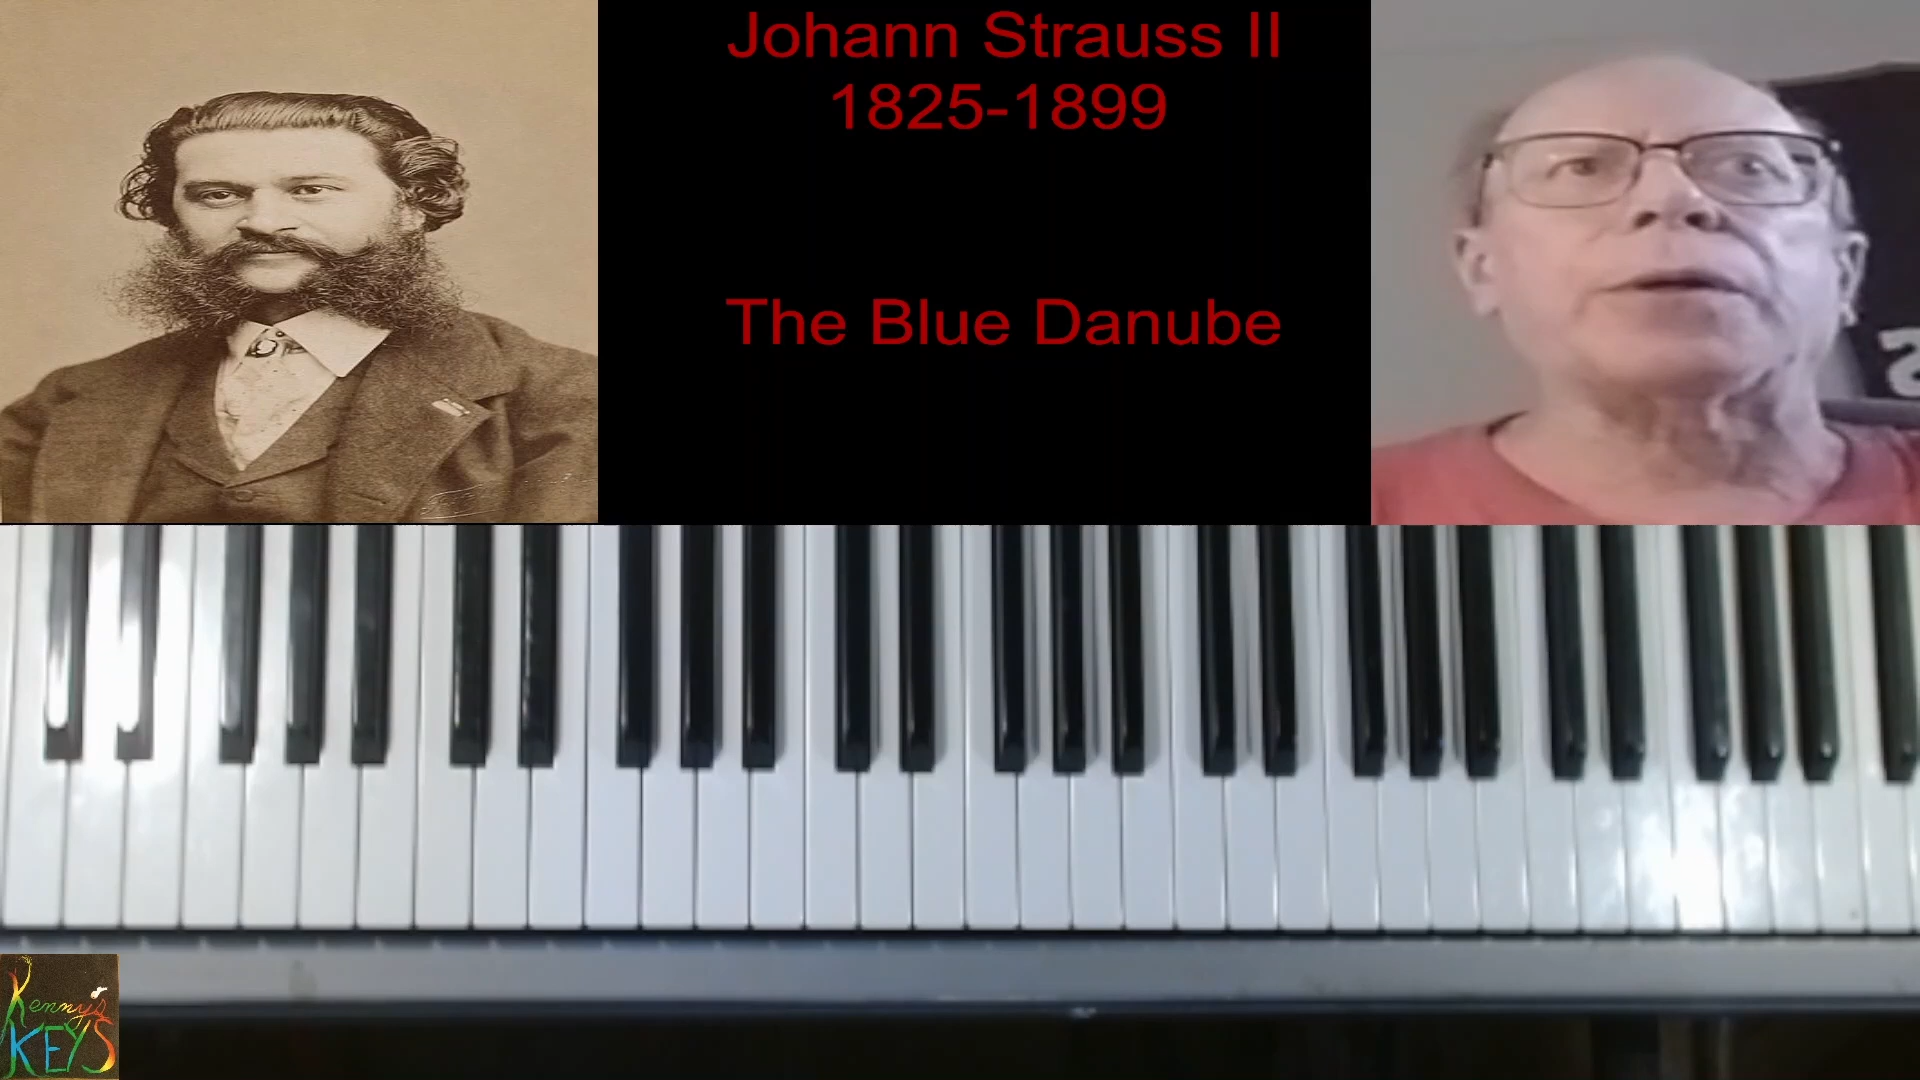 Johann Strauss II
1825-1899
The Blue Danube
Kenny's
KEYS